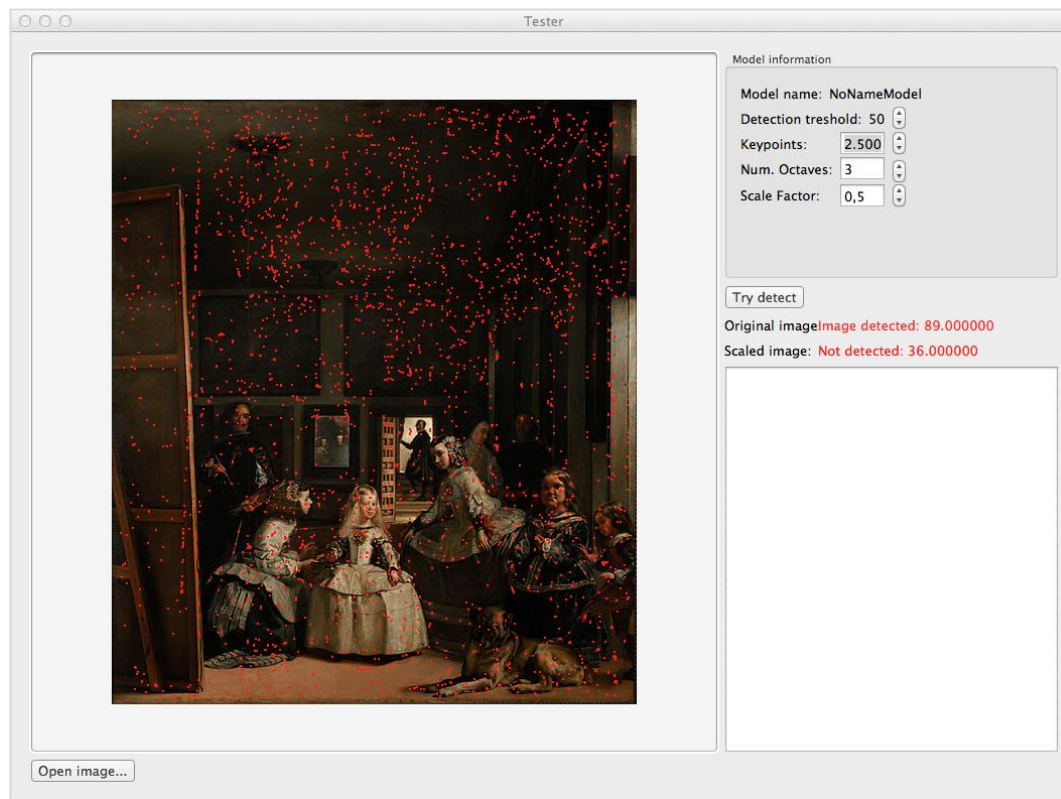 Tester
Model information
Model name: NoNameModel
Detection treshold: 50
Keypoints: 2.500
Num. Octaves: 3
Scale Factor: 0,5
Try detect
Original imageImage detected: 89.000000
Scaled image: Not detected: 36.000000
Open image...